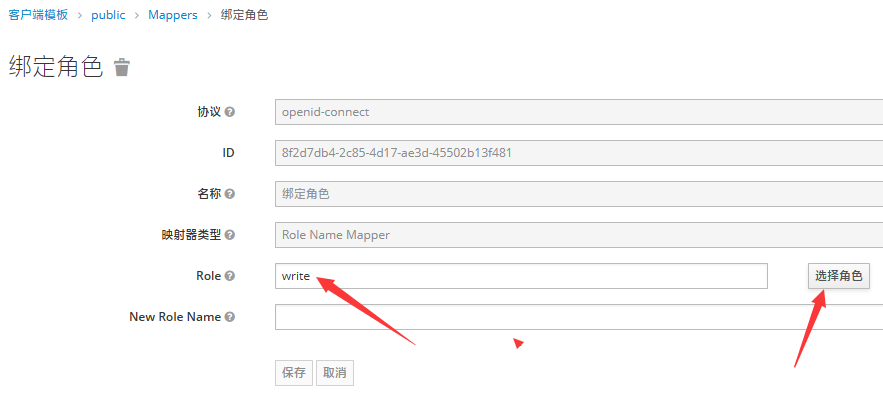 客户端模板 > public > Mappers > 绑定角色
绑定角色
协议 openid-connect
ID 8f2d7db4-2c85-4d17-ae3d-45502b13f481
名称 绑定角色
映射器类型 Role Name Mapper
Role write 选择角色
New Role Name
保存 取消